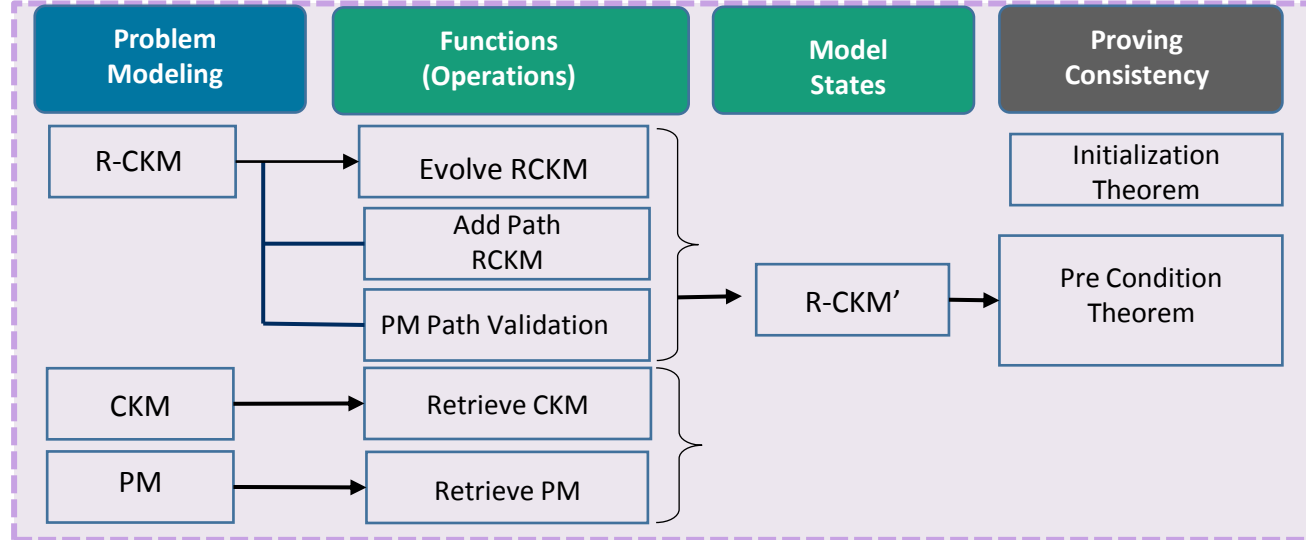 Problem
Modeling
Functions
(Operations)
Model
States
Proving
Consistency
R-CKM
Evolve RCKM
Initialization
Theorem
Add Path
RCKM
R-CKM’
Pre Condition
Theorem
PM Path Validation
CKM
Retrieve CKM
PM
Retrieve PM